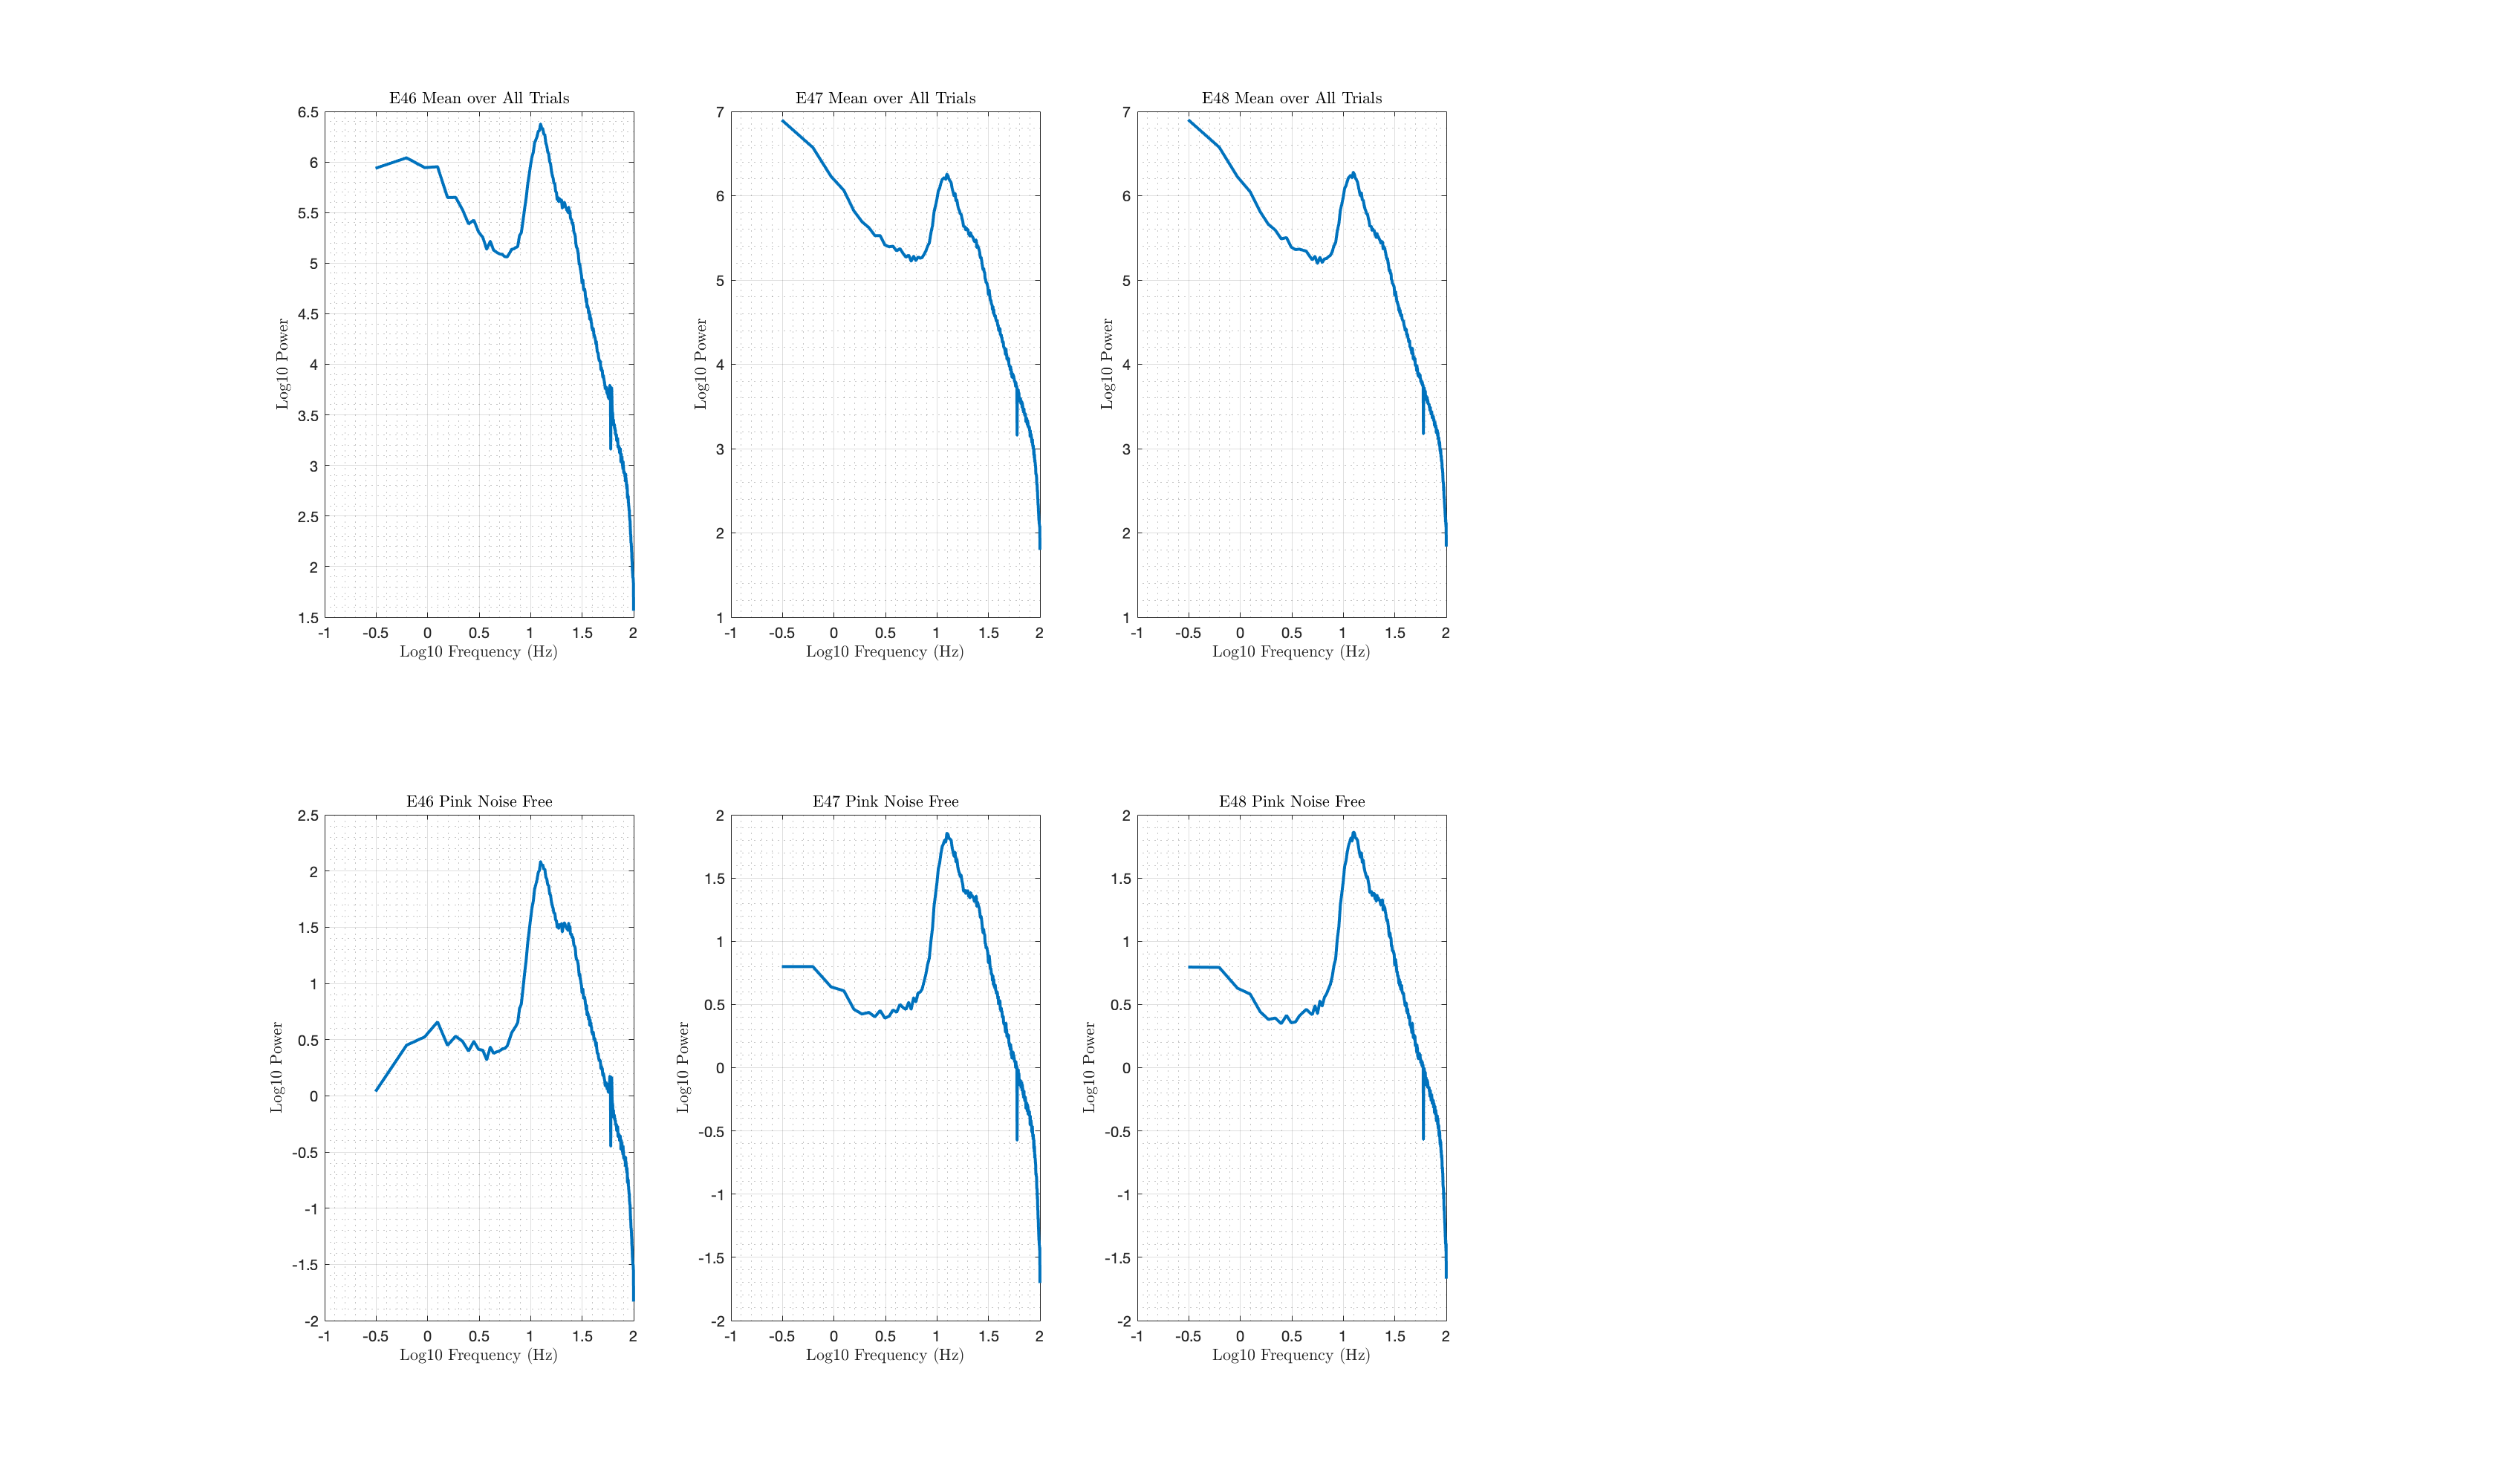 E46 Mean over All Trials
6.5
6
5.5
5
4.5
4
3.5
3
2.5
2
1.5
Log10 Power
-1 -0.5 0 0.5 1 1.5 2
Log10 Frequency (Hz)
E47 Mean over All Trials
7
6
5
4
3
2
1
Log10 Power
-1 -0.5 0 0.5 1 1.5 2
Log10 Frequency (Hz)
E48 Mean over All Trials
7
6
5
4
3
2
1
Log10 Power
-1 -0.5 0 0.5 1 1.5 2
Log10 Frequency (Hz)
E46 Pink Noise Free
2.5
2
1.5
1
0.5
0
-0.5
-1
-1.5
-2
Log10 Power
-1 -0.5 0 0.5 1 1.5 2
Log10 Frequency (Hz)
E47 Pink Noise Free
2
1.5
1
0.5
0
-0.5
-1
-1.5
-2
Log10 Power
-1 -0.5 0 0.5 1 1.5 2
Log10 Frequency (Hz)
E48 Pink Noise Free
2
1.5
1
0.5
0
-0.5
-1
-1.5
-2
Log10 Power
-1 -0.5 0 0.5 1 1.5 2
Log10 Frequency (Hz)